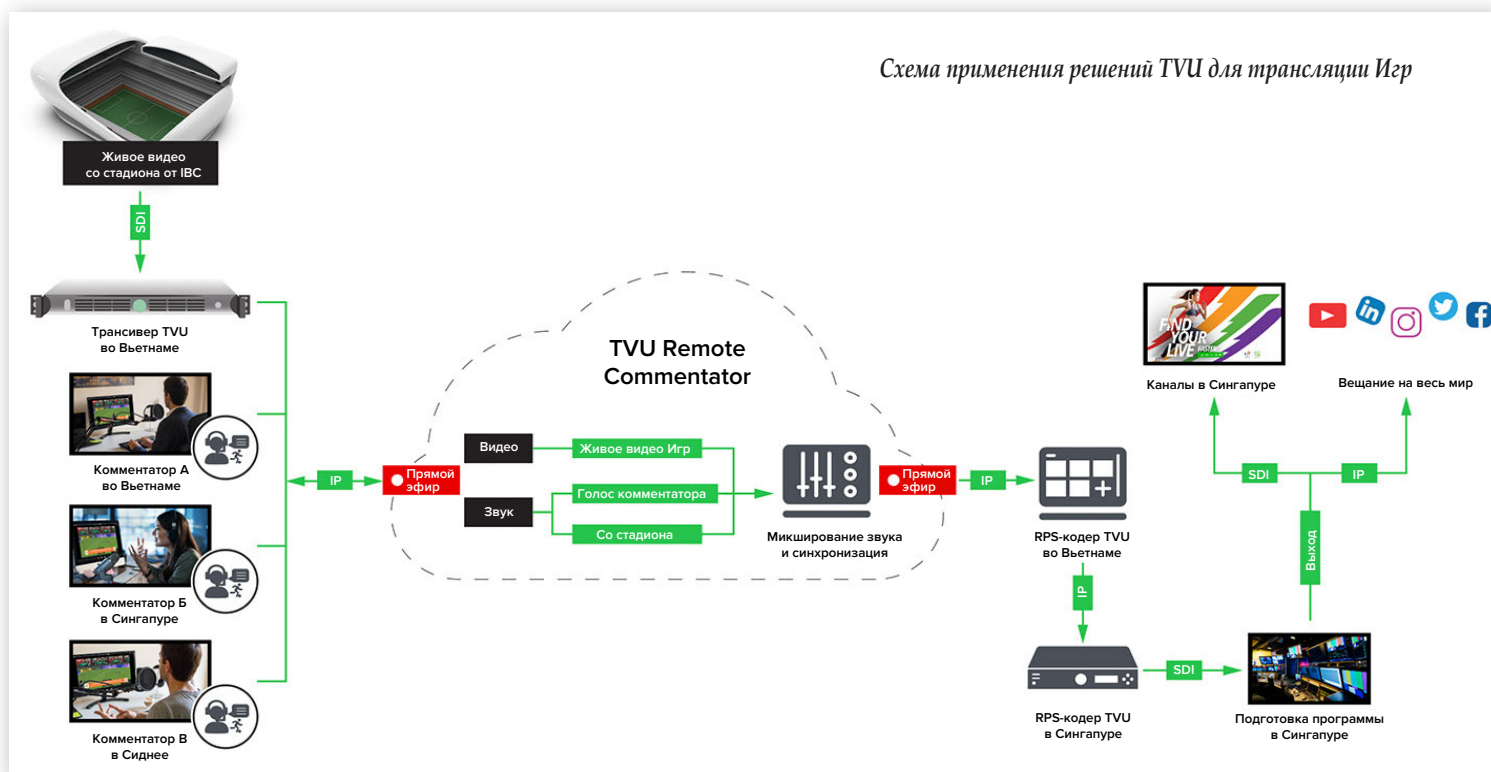 Схема применения решений TVU для трансляции Игр
Живое видео
со стадиона от IBC
SDI
Трансивер TVU
во Вьетнаме
Комментатор А
во Вьетнаме
Комментатор Б
в Сингапуре
Комментатор В
в Сиднее
IP
Прямой
эфир
TVU Remote
Commentator
Видео
Живое видео Игр
Звук
Голос комментатора
Со стадиона
Микширование звука
и синхронизация
Прямой
эфир
IP
RPS-кодер TVU
во Вьетнаме
IP
RPS-кодер TVU
в Сингапуре
SDI
Подготовка программы
в Сингапуре
Выход
SDI
IP
FIND
YOUR
LIVE
Каналы в Сингапуре
in
Вещание на весь мир